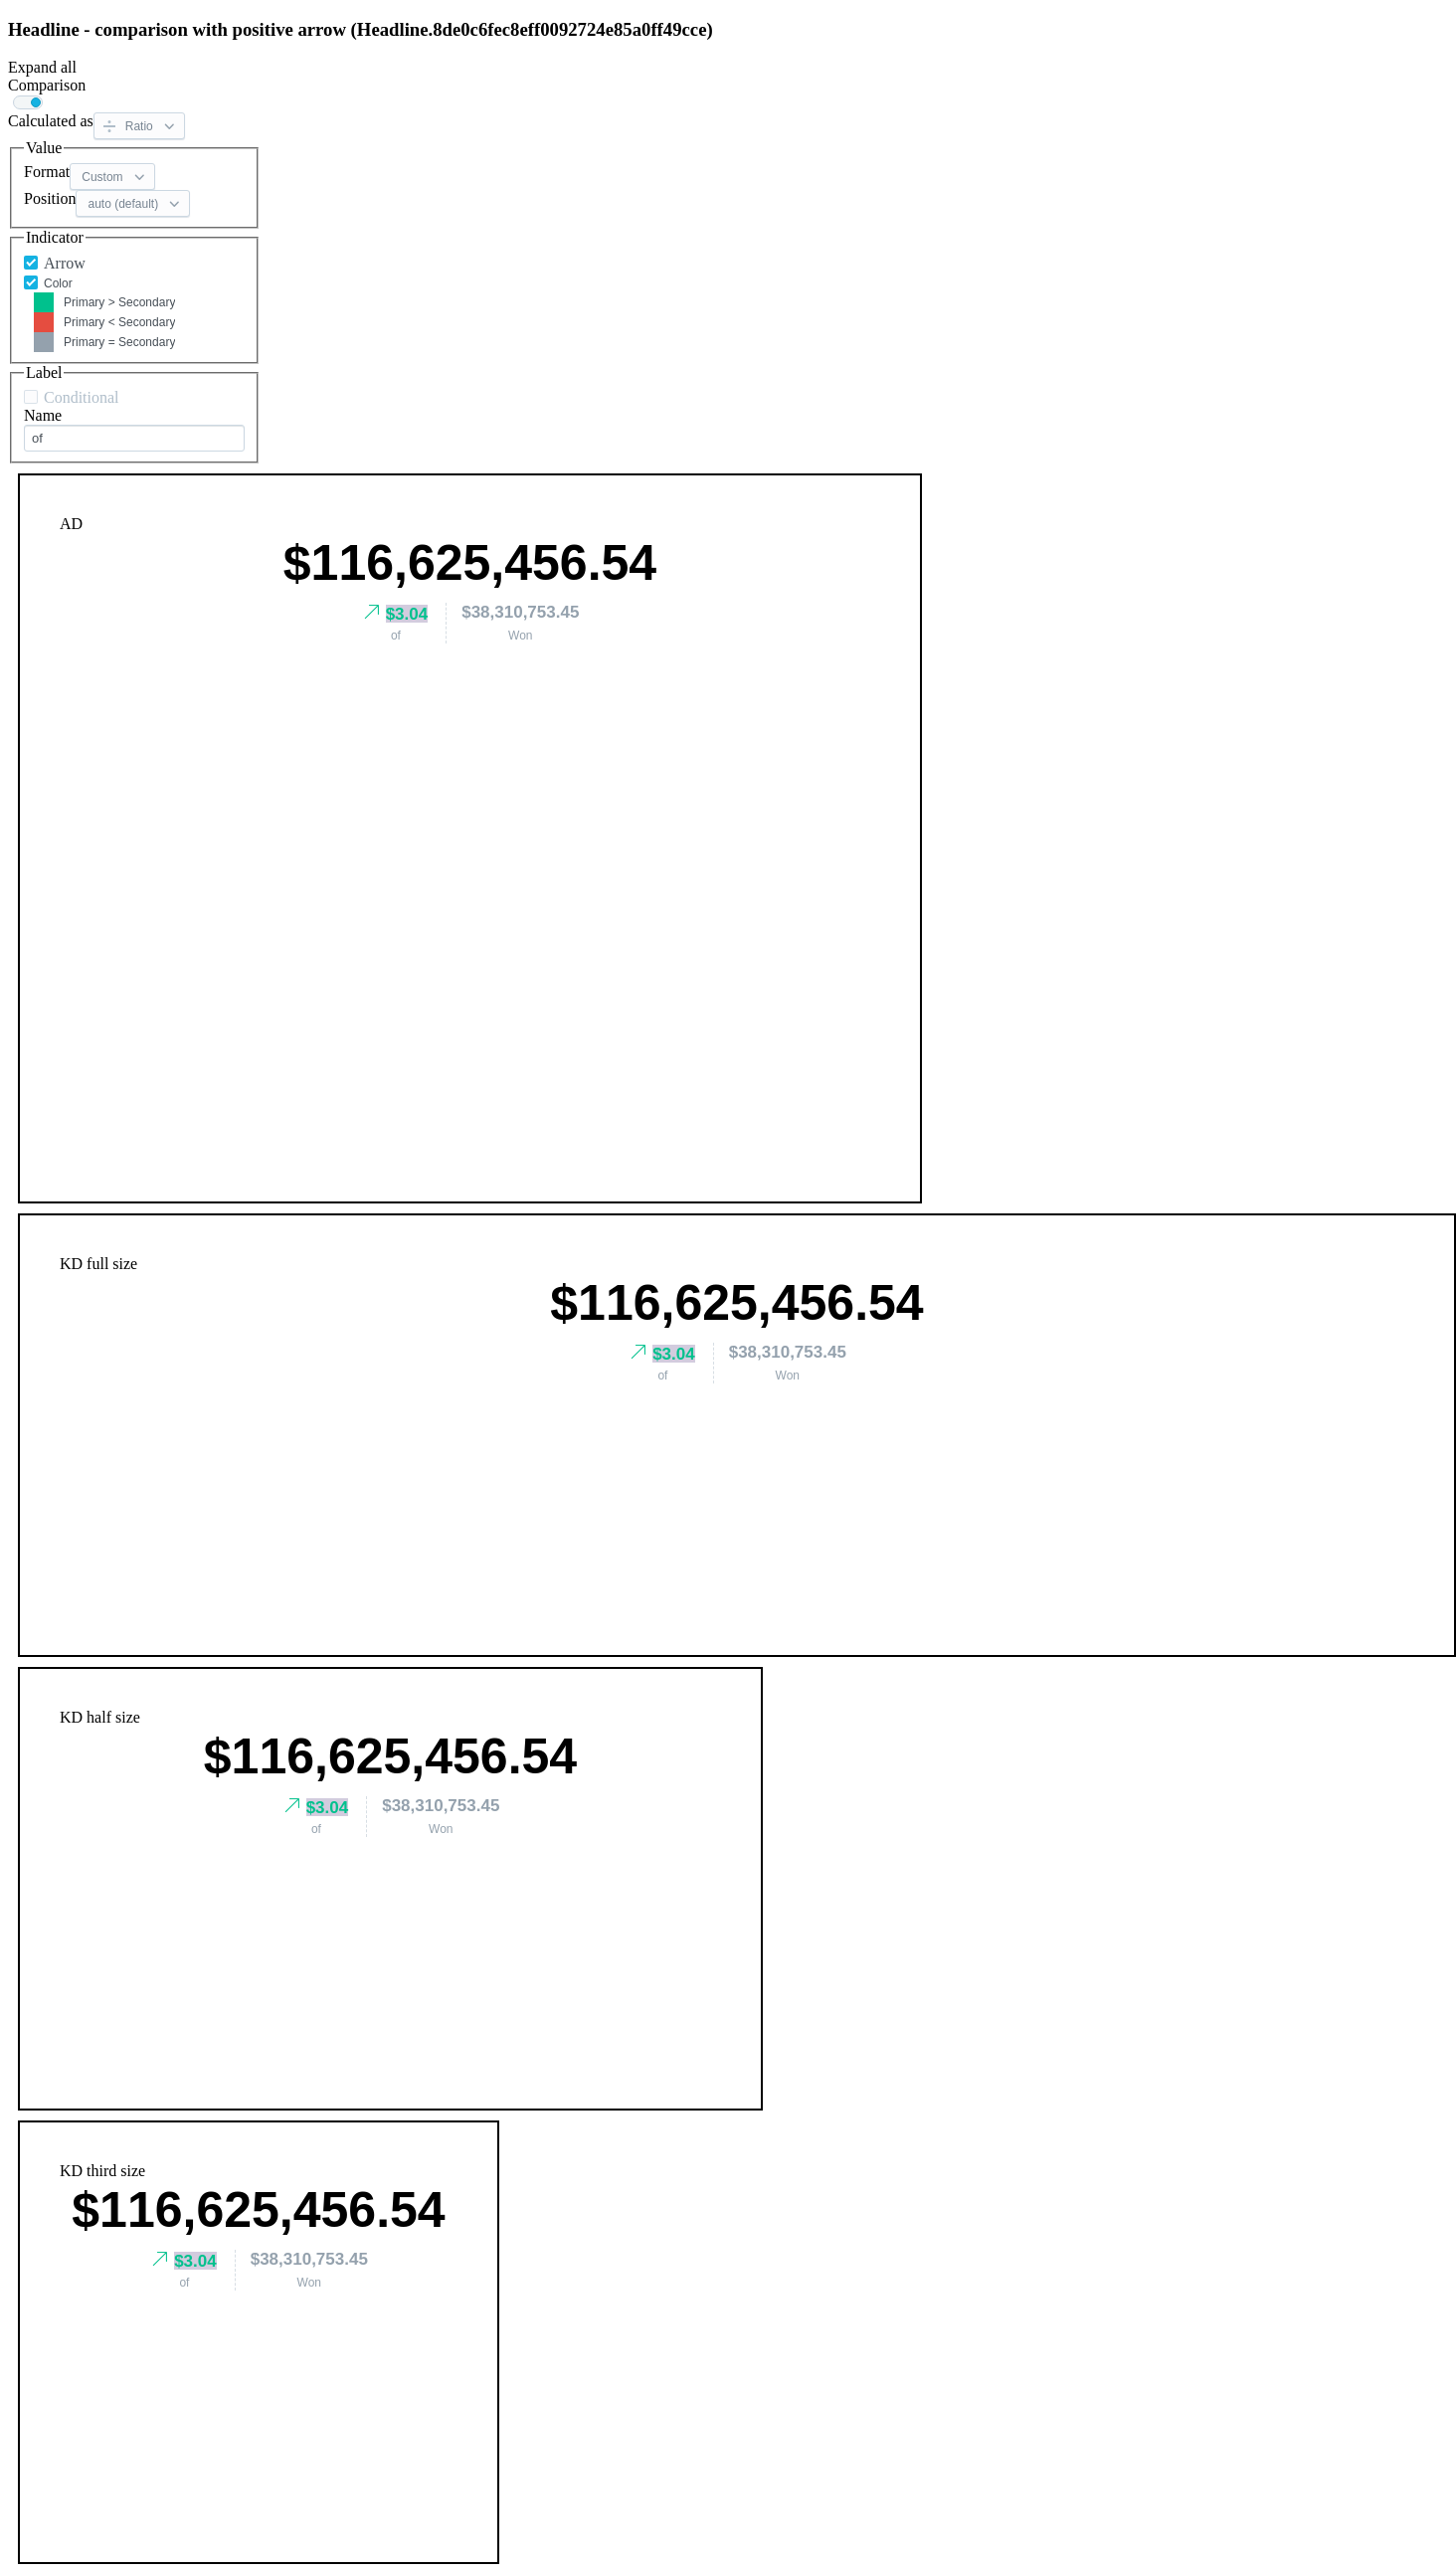 Headline - comparison with positive arrow (Headline.8de0c6fec8eff0092724e85a0ff49cce)
Expand all
Comparison
Calculated as Ratio
Value
Format Custom
Position auto (default)
Indicator
Arrow
Color
Primary > Secondary
Primary < Secondary
Primary = Secondary
Label
Conditional
Name
of
AD
$116,625,456.54
$3.04 $38,310,753.45
of Won
KD full size
$116,625,456.54
$3.04 $38,310,753.45
of Won
KD half size
$116,625,456.54
$3.04 $38,310,753.45
of Won
KD third size
$116,625,456.54
$3.04 $38,310,753.45
of Won